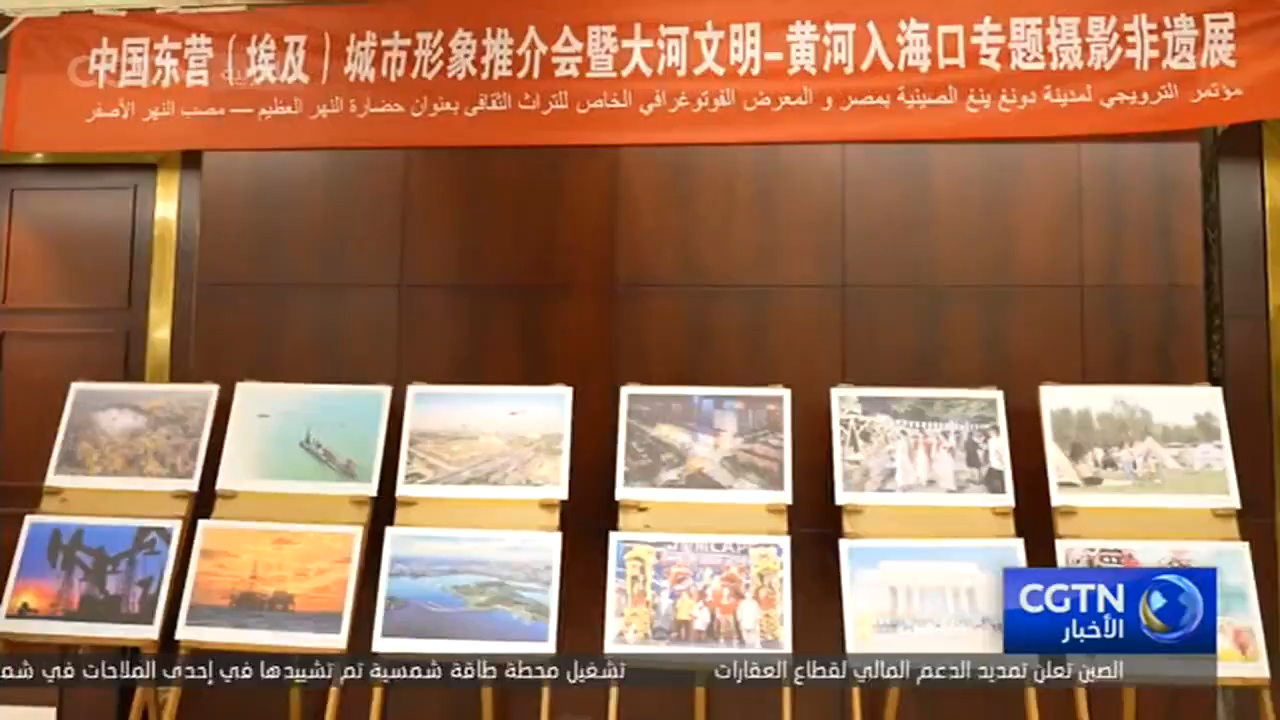 中国东营（埃及）城市形象推介会暨大河文明-黄河入海口专题摄影非遗展
مؤتمر الترويجي لمدينة دونغ ينغ الصينية بمصر و المعرض الفوتوغرافي الخاص للتراث الثقافى بعنوان حضارة النهر العظيم — مصب النهر الأصفر
CGTN
الأخبار
الصين تعلن تمديد الدعم المالي لقطاع العقارات
تشغيل محطة طاقة شمسية تم تشييدها في إحدى الملاحات في شم